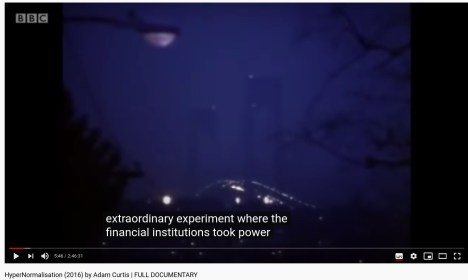 BBC
extraordinary experiment where the
financial institutions took power
5:46 / 2:46:31
HyperNormalisation (2016) by Adam Curtis | FULL DOCUMENTARY